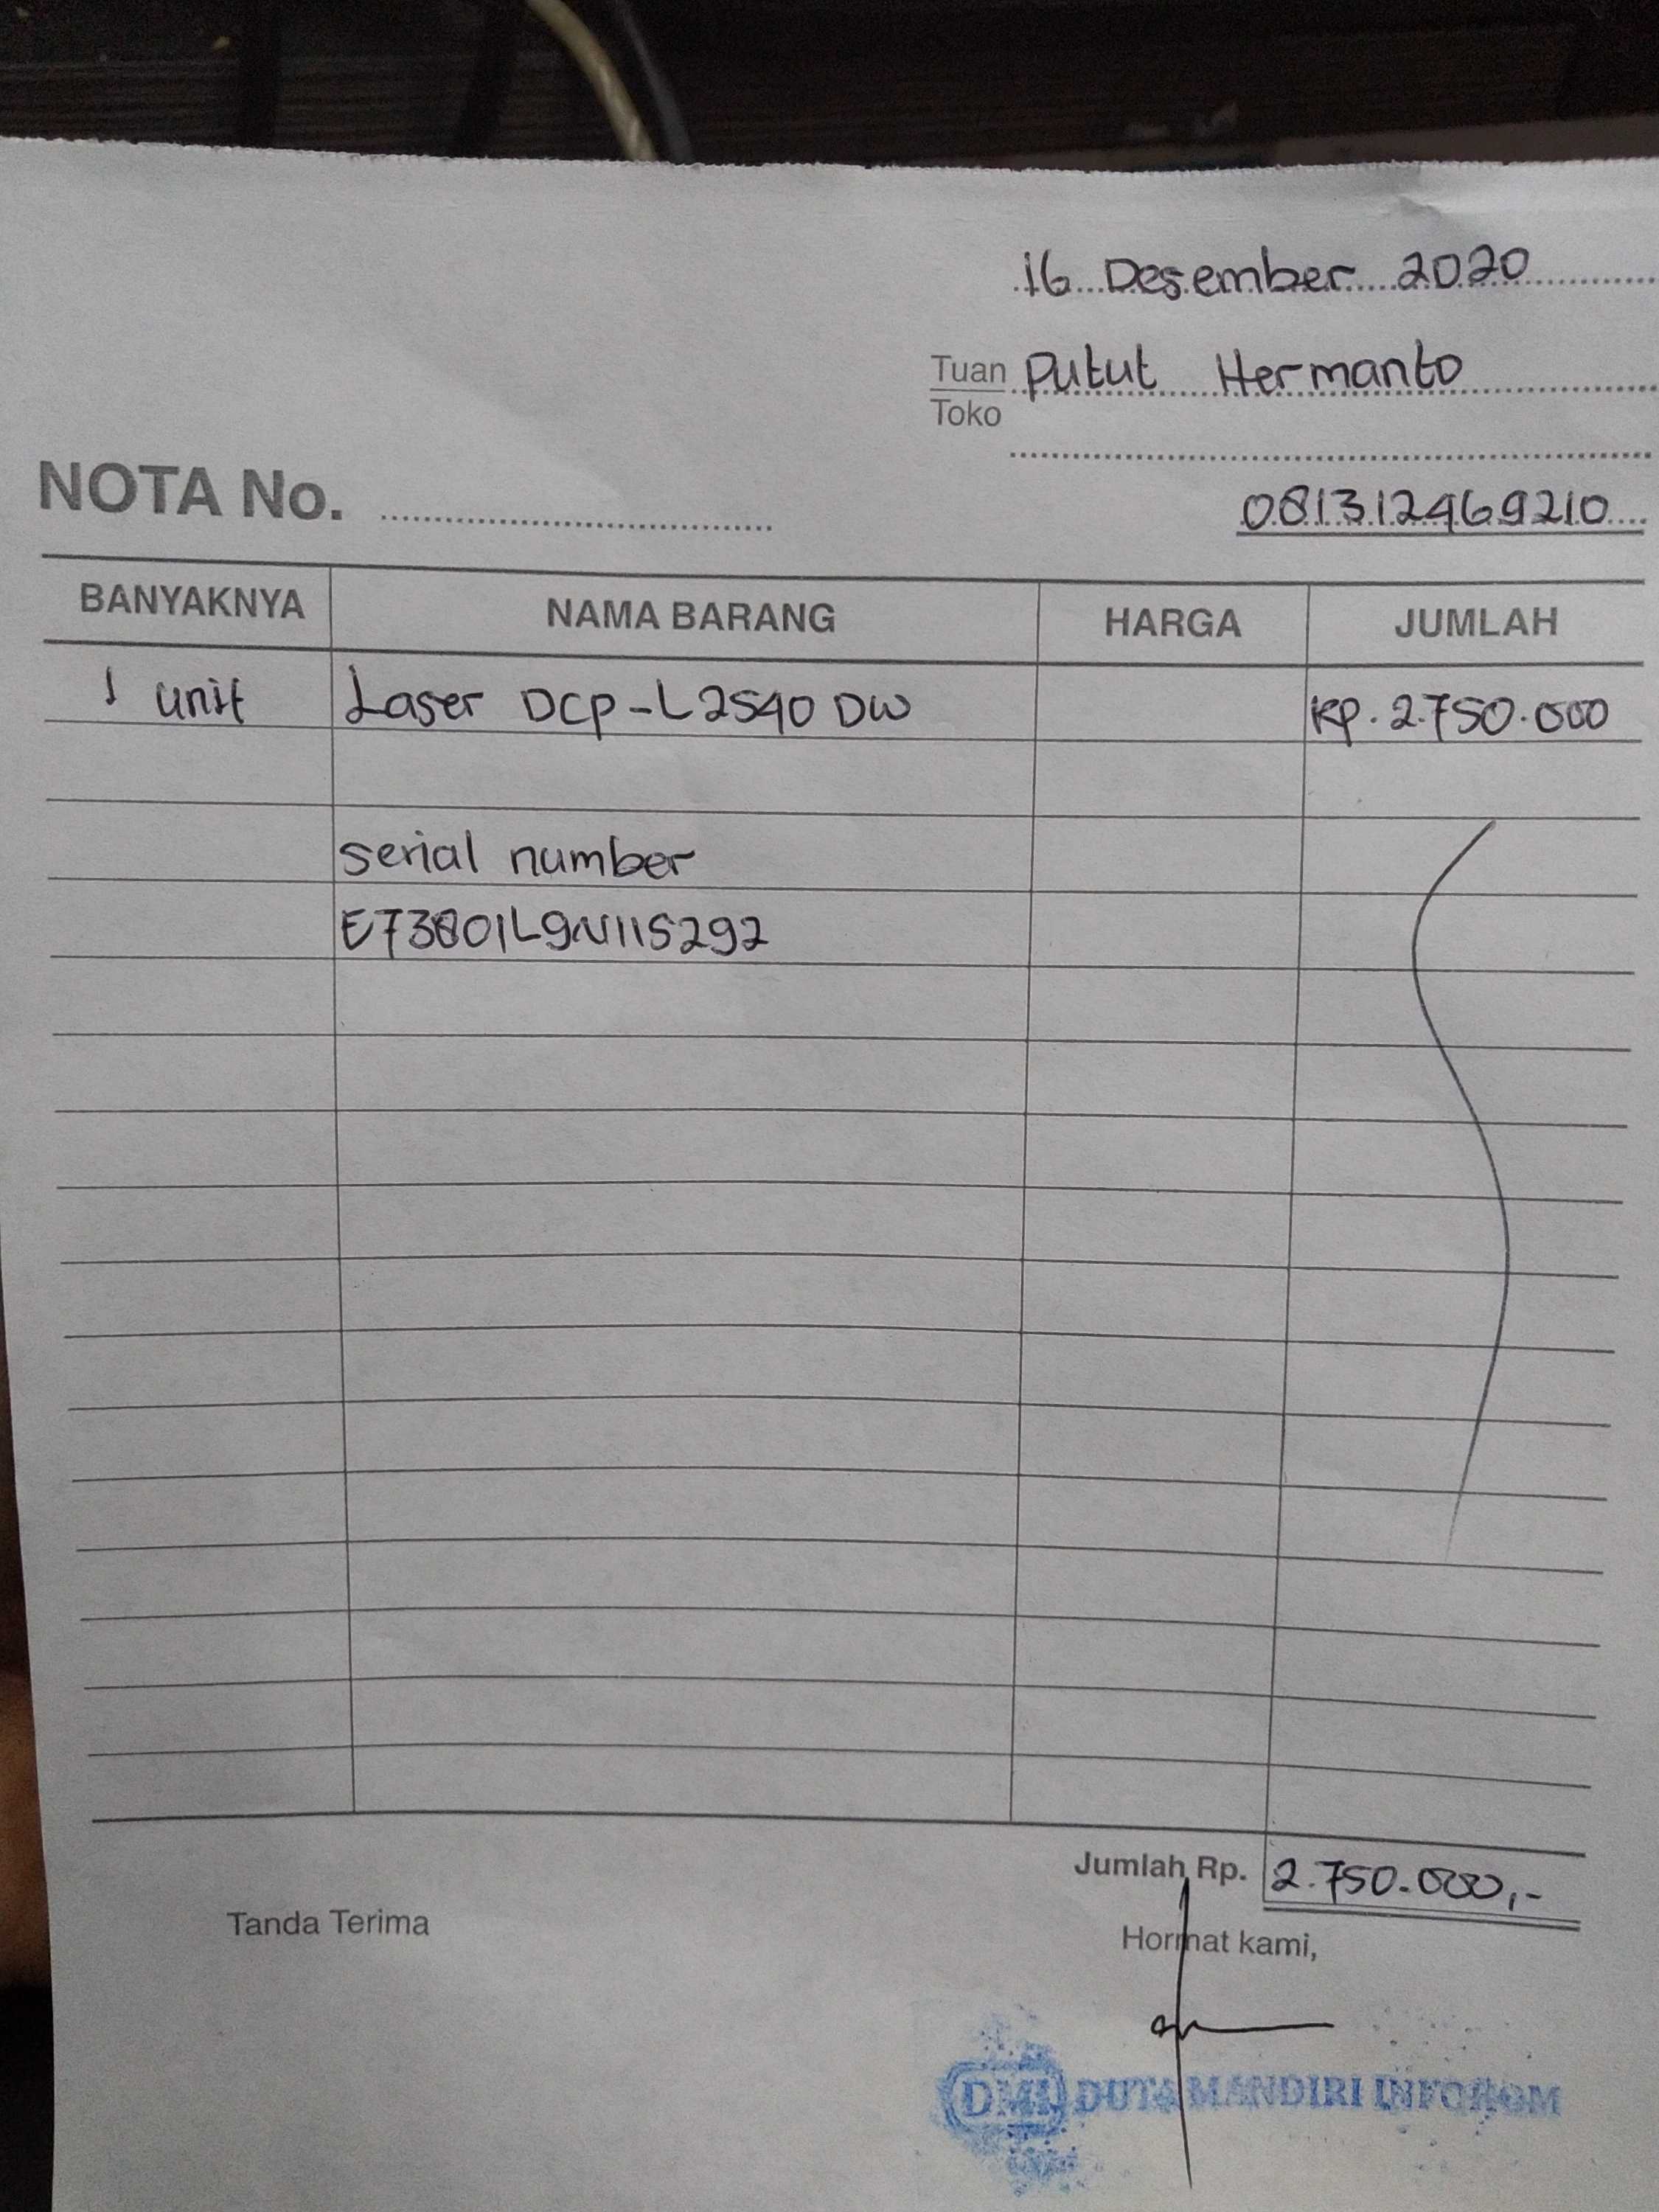 16 Desember 2020
Tuan Putut Hermanto
Toko
NOTA No.
081312469210
BANYAKNYA NAMA BARANG HARGA JUMLAH
1 unit Laser DCP-L2540 DW Rp. 2.750.000
serial number
E73801L9N115292
Jumlah Rp. 2.750.000,-
Tanda Terima
Hormat kami,
DMI DUTA MANDIRI INFOKOM